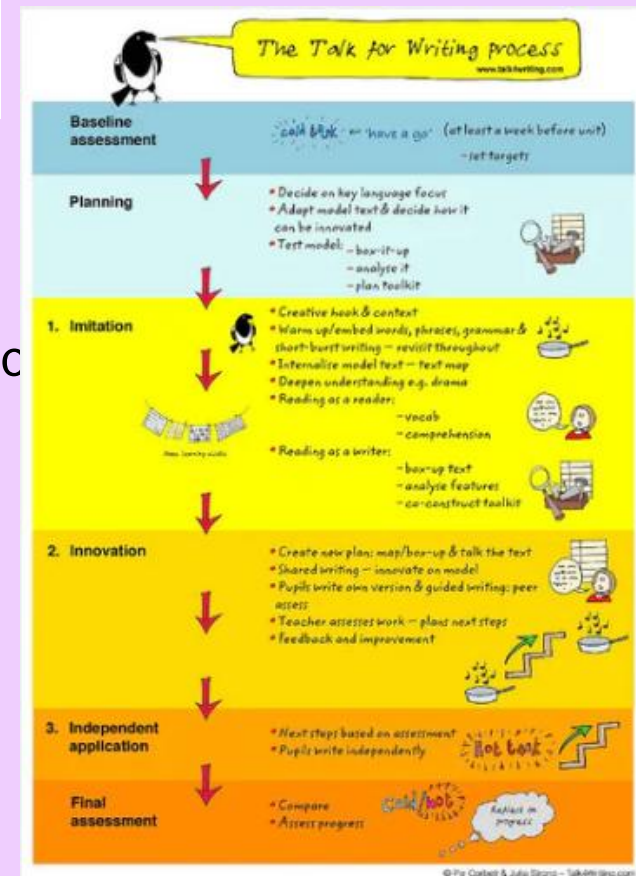 The Talk for Writing process
www.talk4writing.com
Baseline
assessment
cold task – or 'have a go' (at least a week before unit)
– set targets
Planning
• Decide on key language focus
• Adapt model text & decide how it
can be innovated
• Test model: – box-it-up
– analyse it
– plan toolkit
1. Imitation
• Creative hook & context
• Warm up/embed words, phrases, grammar &
short-burst writing – revisit throughout
• Internalise model text – text map
• Deepen understanding e.g. drama
• Reading as a reader:
– vocab
– comprehension
• Reading as a writer:
– box-up text
– analyse features
– co-construct toolkit
2. Innovation
• Create new plan: map/box-up & talk the text
• Shared writing – innovate on model
• Pupils write own version & guided writing: peer
assess
• Teacher assesses work – plans next steps
• Feedback and improvement
3. Independent
application
• Next steps based on assessment
• Pupils write independently
Hot task
Final
assessment
• Compare
• Assess progress
Cold/hot
Reflect on
progress
© Pie Corbett & Julia Strong – Talk4Writing.com